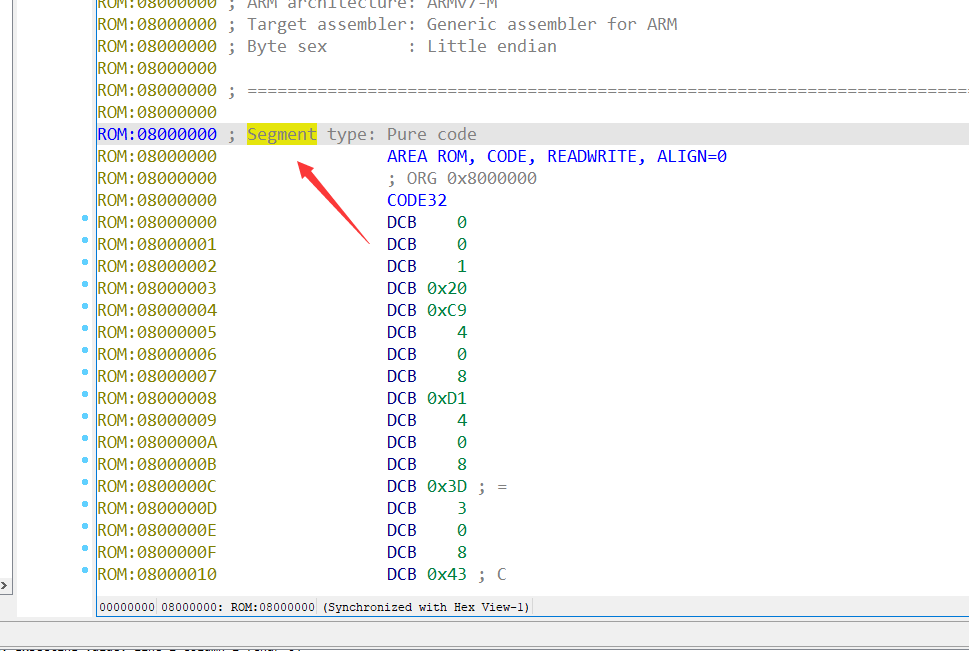 ROM:08000000 ; ARM architecture: ARMv7-M
ROM:08000000 ; Target assembler: Generic assembler for ARM
ROM:08000000 ; Byte sex        : Little endian
ROM:08000000
ROM:08000000 ; ========================================================================
ROM:08000000
ROM:08000000 ; Segment type: Pure code
ROM:08000000                 AREA ROM, CODE, READWRITE, ALIGN=0
ROM:08000000                 ; ORG 0x8000000
ROM:08000000                 CODE32
ROM:08000000                 DCB    0
ROM:08000001                 DCB    0
ROM:08000002                 DCB    1
ROM:08000003                 DCB 0x20
ROM:08000004                 DCB 0xC9
ROM:08000005                 DCB    4
ROM:08000006                 DCB    0
ROM:08000007                 DCB    8
ROM:08000008                 DCB 0xD1
ROM:08000009                 DCB    4
ROM:0800000A                 DCB    0
ROM:0800000B                 DCB    8
ROM:0800000C                 DCB 0x3D ; =
ROM:0800000D                 DCB    3
ROM:0800000E                 DCB    0
ROM:0800000F                 DCB    8
ROM:08000010                 DCB 0x43 ; C
00000000 08000000: ROM:08000000 (Synchronized with Hex View-1)